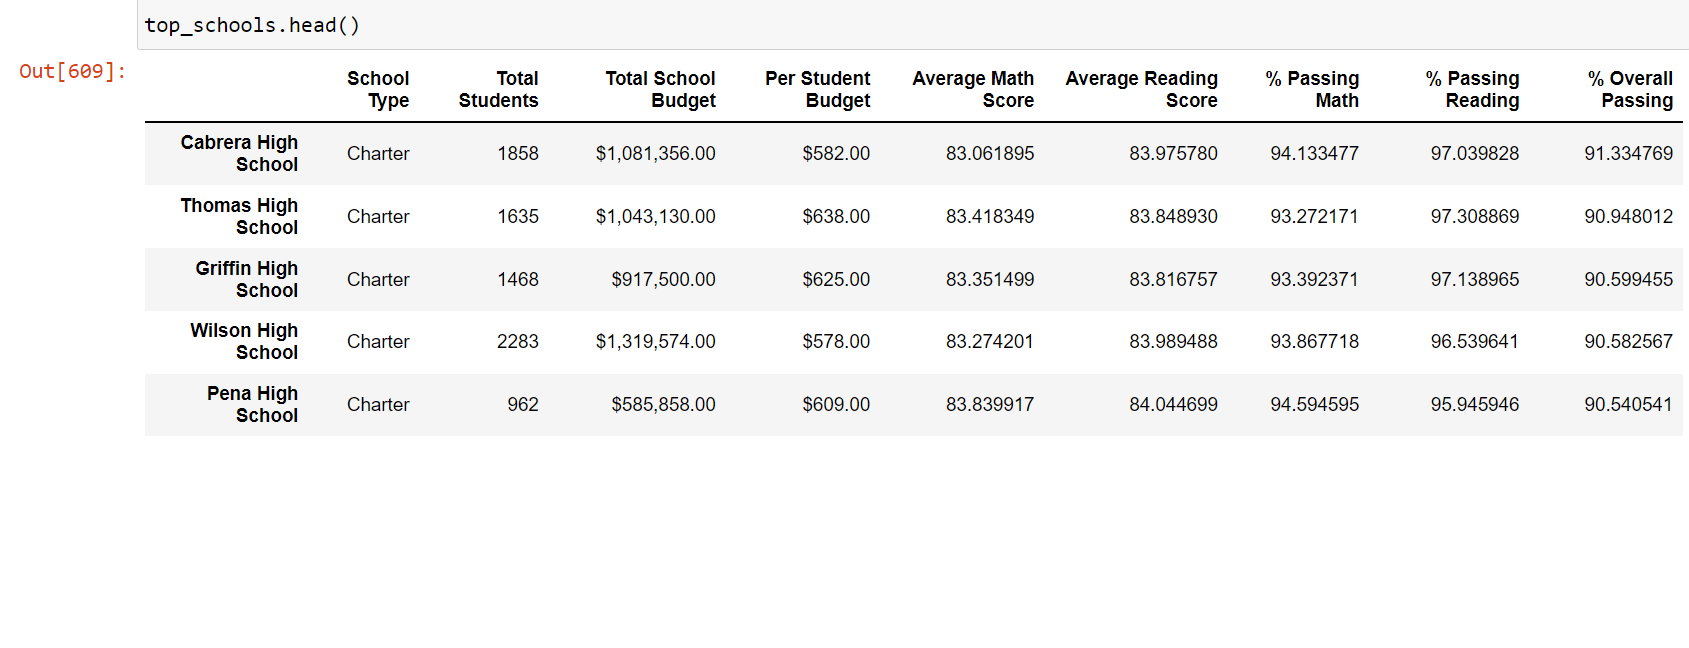 top_schools.head()
Out[609]:
School Type Total Students Total School Budget Per Student Budget Average Math Score Average Reading Score % Passing Math % Passing Reading % Overall Passing
Cabrera High School Charter 1858 $1,081,356.00 $582.00 83.061895 83.975780 94.133477 97.039828 91.334769
Thomas High School Charter 1635 $1,043,130.00 $638.00 83.418349 83.848930 93.272171 97.308869 90.948012
Griffin High School Charter 1468 $917,500.00 $625.00 83.351499 83.816757 93.392371 97.138965 90.599455
Wilson High School Charter 2283 $1,319,574.00 $578.00 83.274201 83.989488 93.867718 96.539641 90.582567
Pena High School Charter 962 $585,858.00 $609.00 83.839917 84.044699 94.594595 95.945946 90.540541